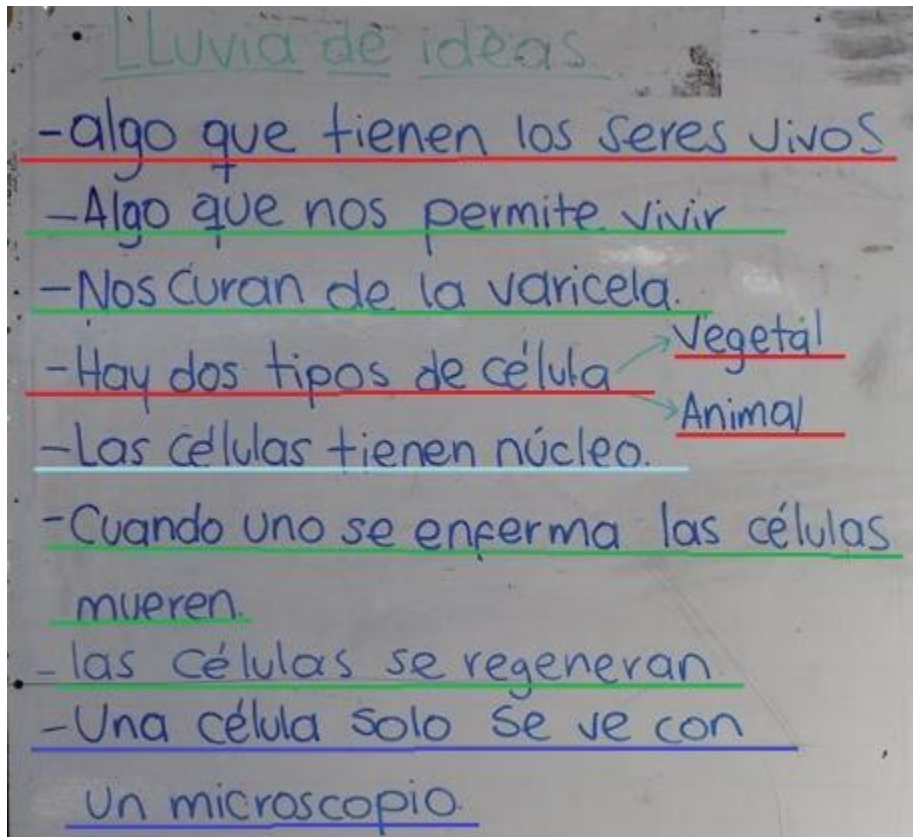 • Lluvia de ideas.
- algo que tienen los seres vivos
- Algo que nos permite vivir
- Nos curan de la varicela.
- Hay dos tipos de célula
Vegetal
Animal
- Las células tienen núcleo.
- Cuando uno se enferma las células
mueren.
- las células se regeneran.
- Una célula solo se ve con
un microscopio.